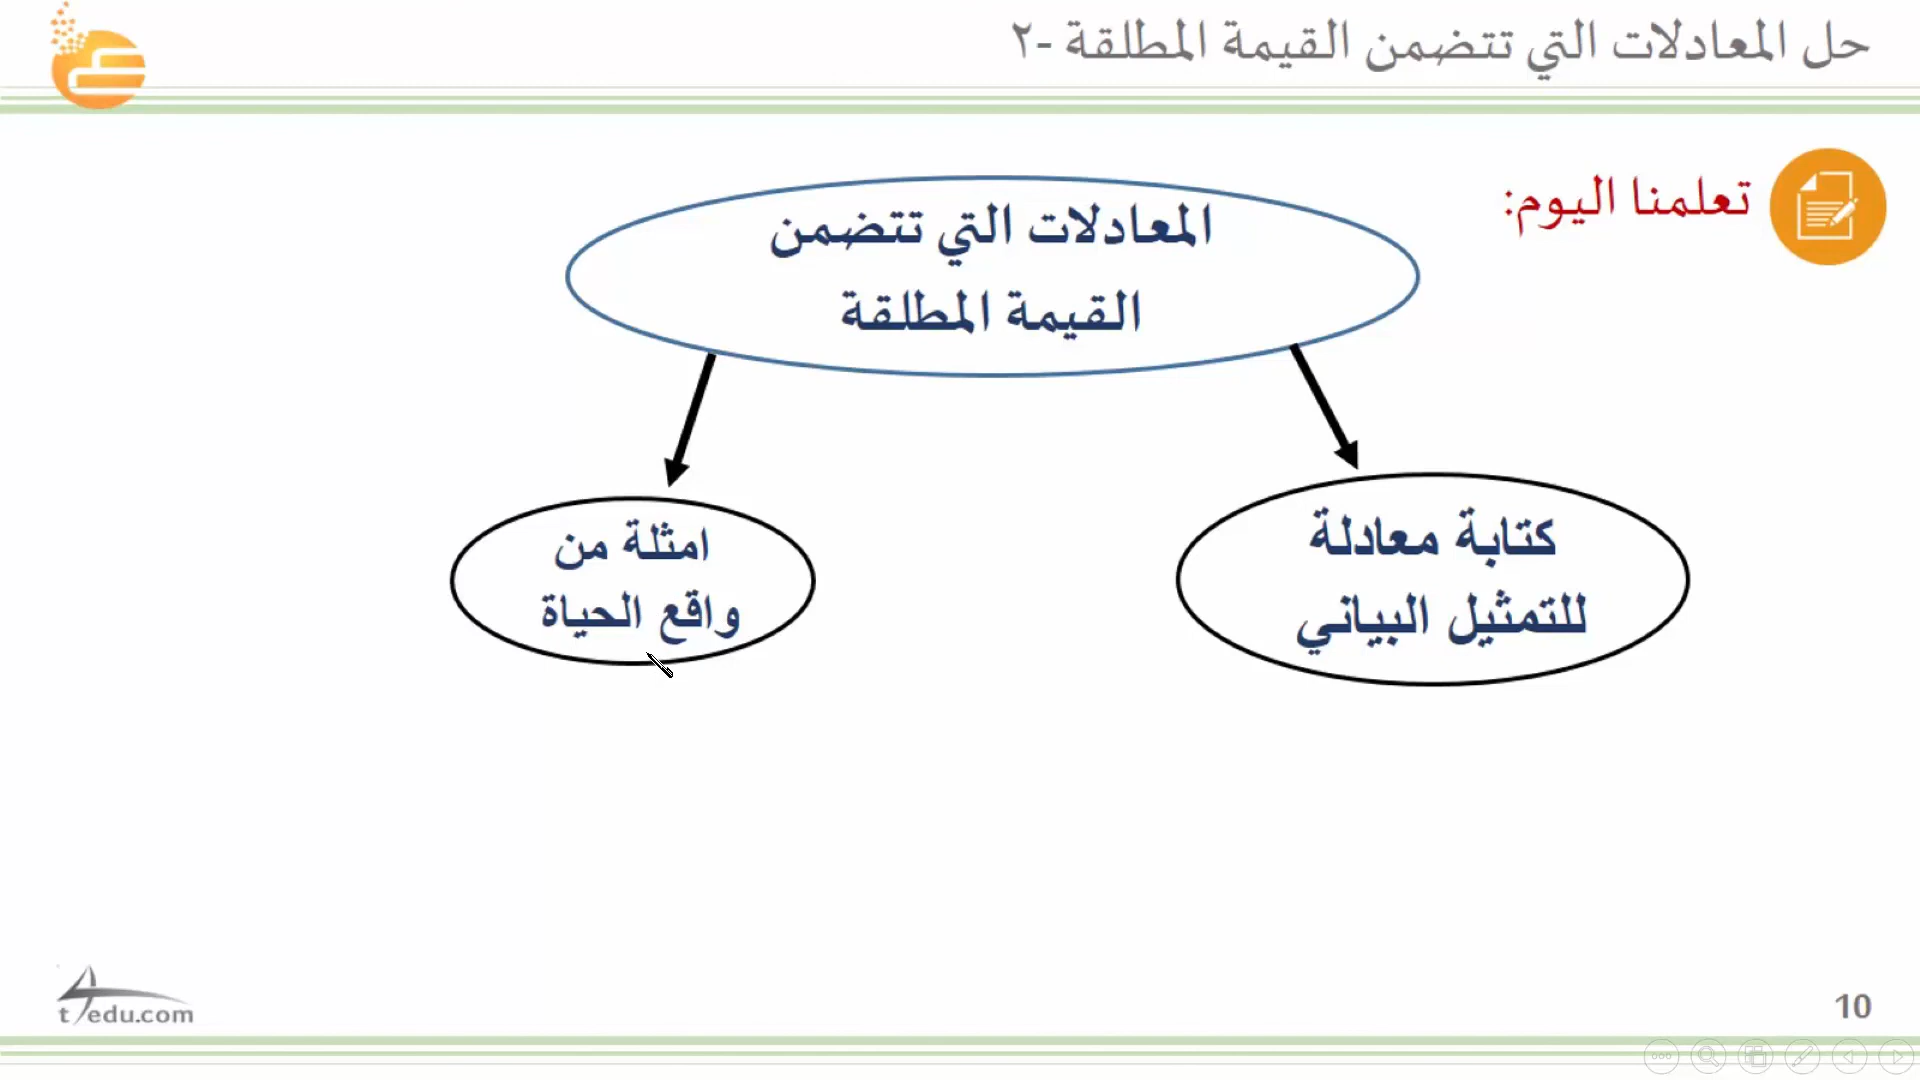 حل المعادلات التي تتضمن القيمة المطلقة -٢
تعلمنا اليوم:
المعادلات التي تتضمن
القيمة المطلقة
كتابة معادلة
للتمثيل البياني
امثلة من
واقع الحياة
t4edu.com
10